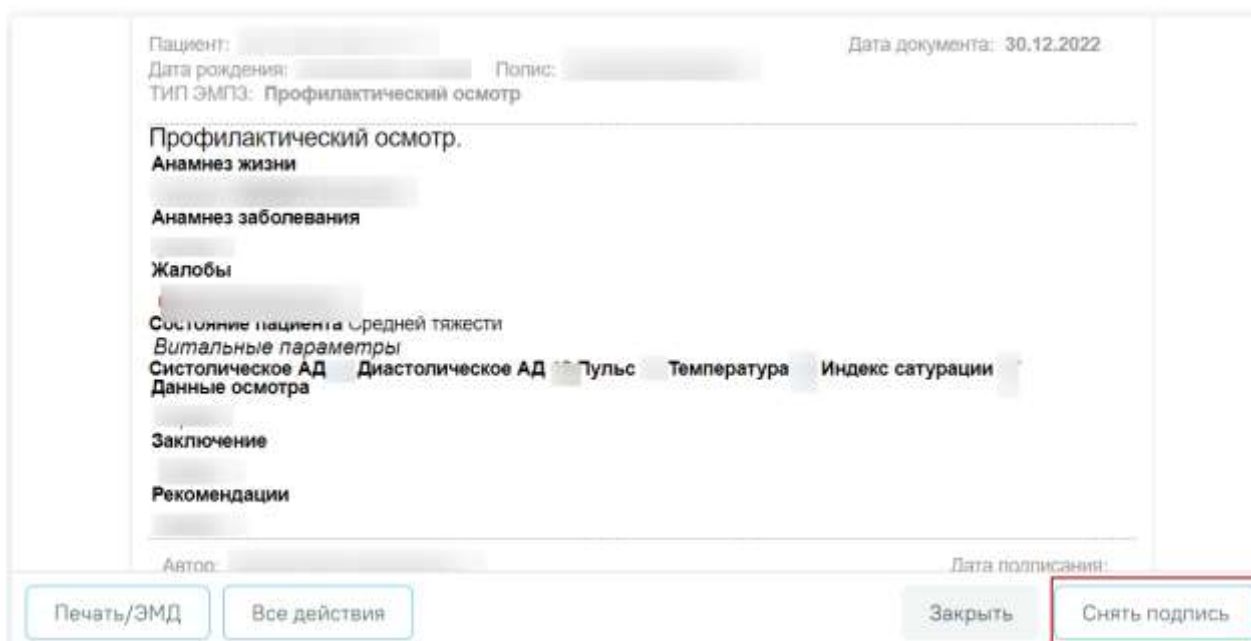 Пациент: Дата документа: 30.12.2022
Дата рождения: Полис:
ТИП ЭМПЗ: Профилактический осмотр
Профилактический осмотр.
Анамнез жизни
Анамнез заболевания
Жалобы
Состояние пациента Средней тяжести
Витальные параметры
Систолическое АД Диастолическое АД Пульс Температура Индекс сатурации
Данные осмотра
Заключение
Рекомендации
Автор: Дата подписания:
Печать/ЭМД Все действия Закрыть Снять подпись